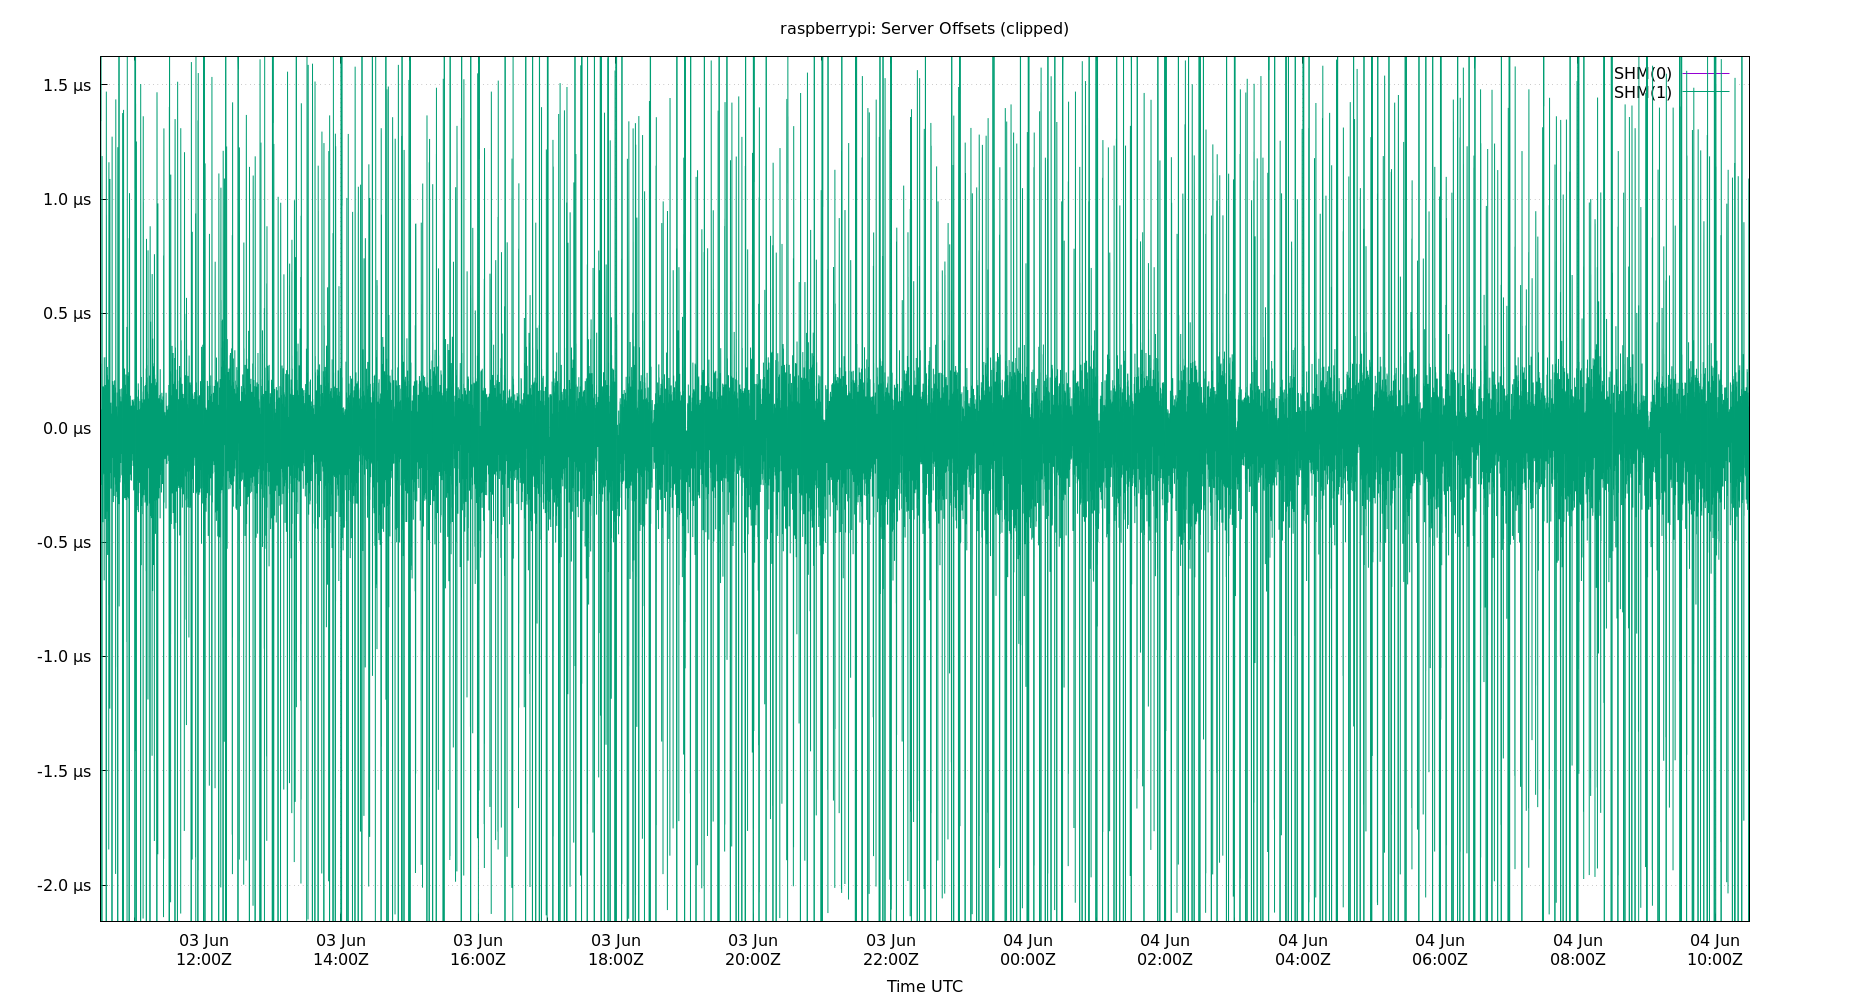 raspberrypi: Server Offsets (clipped)
SHM(0)
SHM(1)
1.5 µs
1.0 µs
0.5 µs
0.0 µs
-0.5 µs
-1.0 µs
-1.5 µs
-2.0 µs
03 Jun 03 Jun 03 Jun 03 Jun 03 Jun 03 Jun 04 Jun 04 Jun 04 Jun 04 Jun 04 Jun 04 Jun
12:00Z 14:00Z 16:00Z 18:00Z 20:00Z 22:00Z 00:00Z 02:00Z 04:00Z 06:00Z 08:00Z 10:00Z
Time UTC